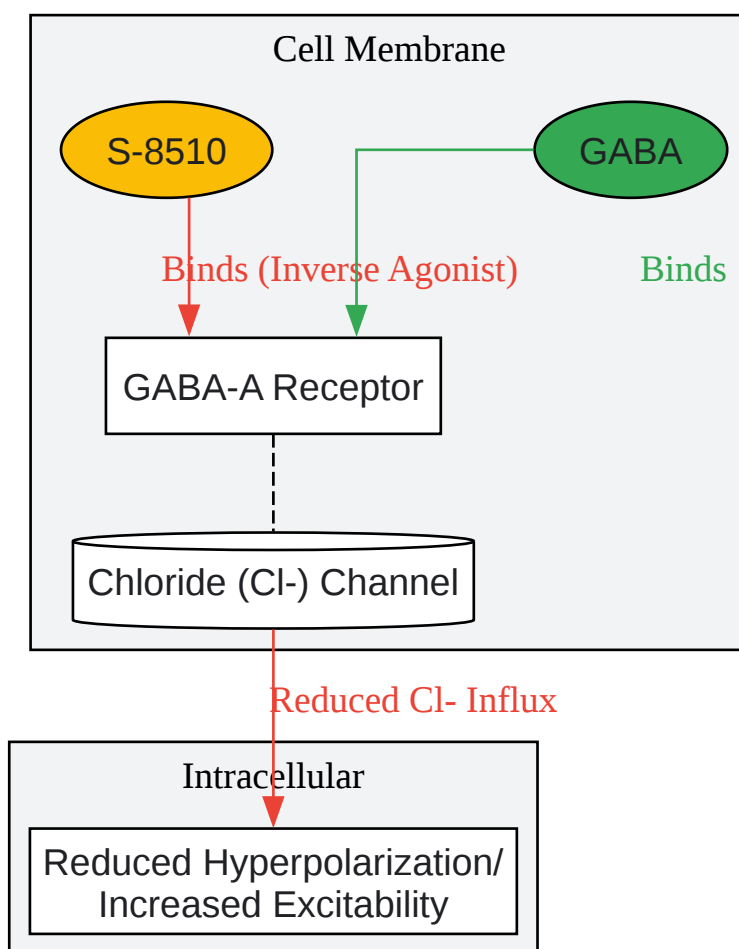 Cell Membrane
S-8510
GABA
Binds (Inverse Agonist)
Binds
GABA-A Receptor
Chloride (Cl-) Channel
Reduced Cl- Influx
Intracellular
Reduced Hyperpolarization/
Increased Excitability